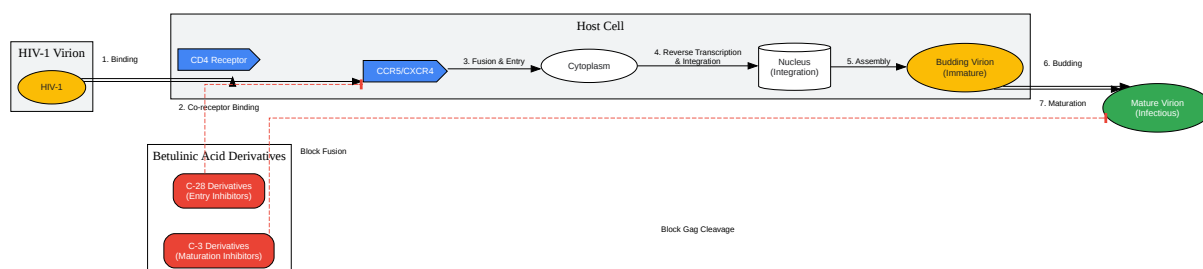 Host Cell
HIV-1 Virion
HIV-1
1. Binding
CD4 Receptor
2. Co-receptor Binding
CCR5/CXCR4
3. Fusion & Entry
Cytoplasm
4. Reverse Transcription
& Integration
Nucleus
(Integration)
5. Assembly
Budding Virion
(Immature)
6. Budding
7. Maturation
Mature Virion
(Infectious)
Betulinic Acid Derivatives
Block Fusion
C-28 Derivatives
(Entry Inhibitors)
C-3 Derivatives
(Maturation Inhibitors)
Block Gag Cleavage